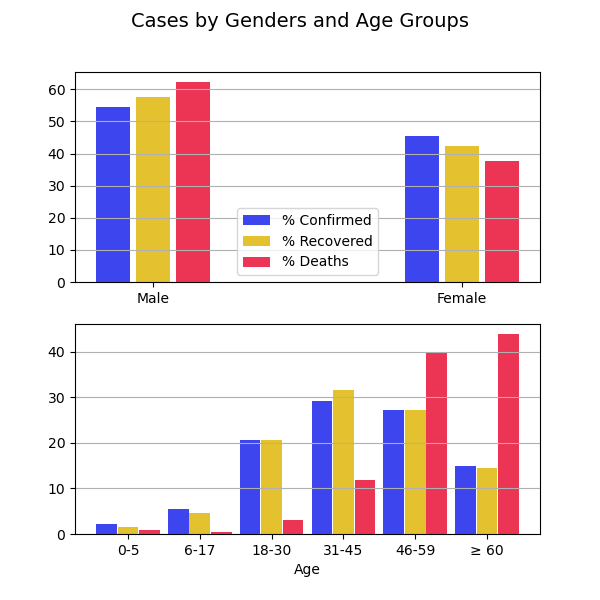 Cases by Genders and Age Groups
60
50
40
30
20
10
0
% Confirmed
% Recovered
% Deaths
Male Female
40
30
20
10
0
0-5 6-17 18-30 31-45 46-59 ≥ 60
Age